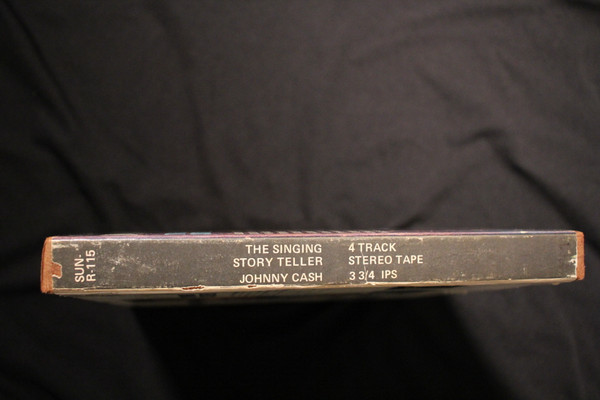 SUN-
R-115
THE SINGING
STORY TELLER
JOHNNY CASH
4 TRACK
STEREO TAPE
3 3/4 IPS